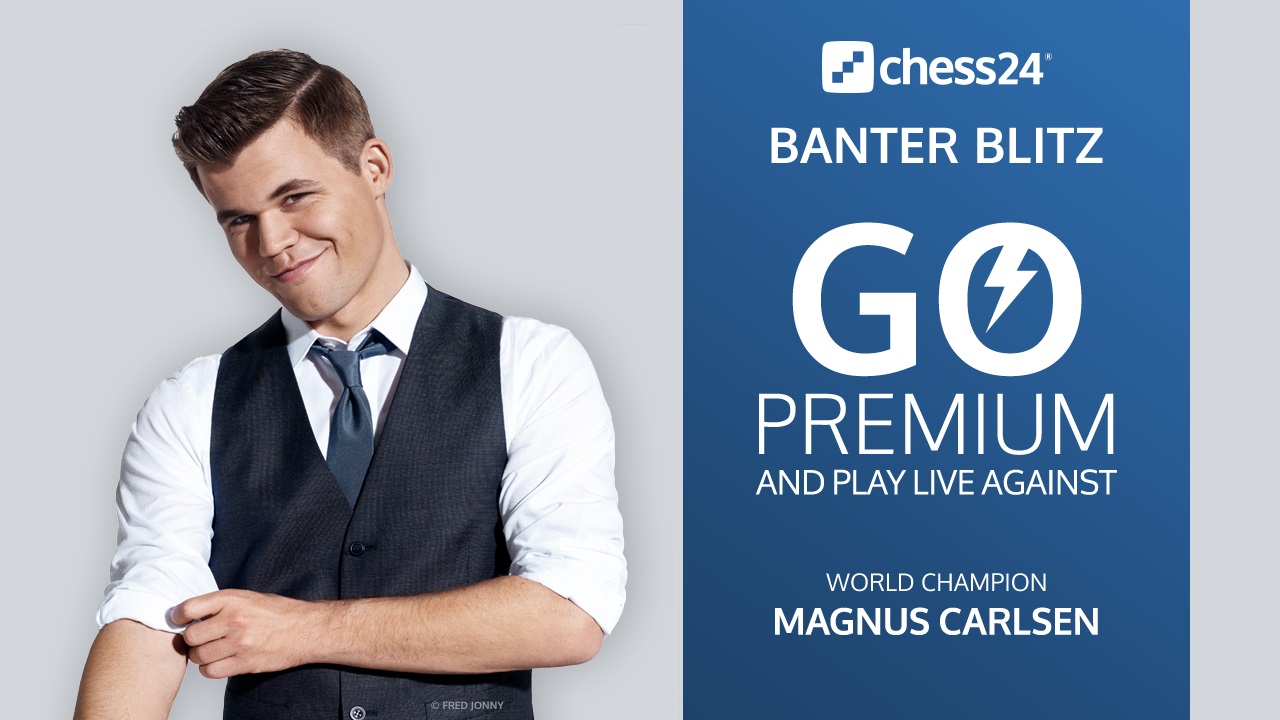 chess24®
BANTER BLITZ
GO
PREMIUM
AND PLAY LIVE AGAINST
WORLD CHAMPION
MAGNUS CARLSEN
© FRED JONNY